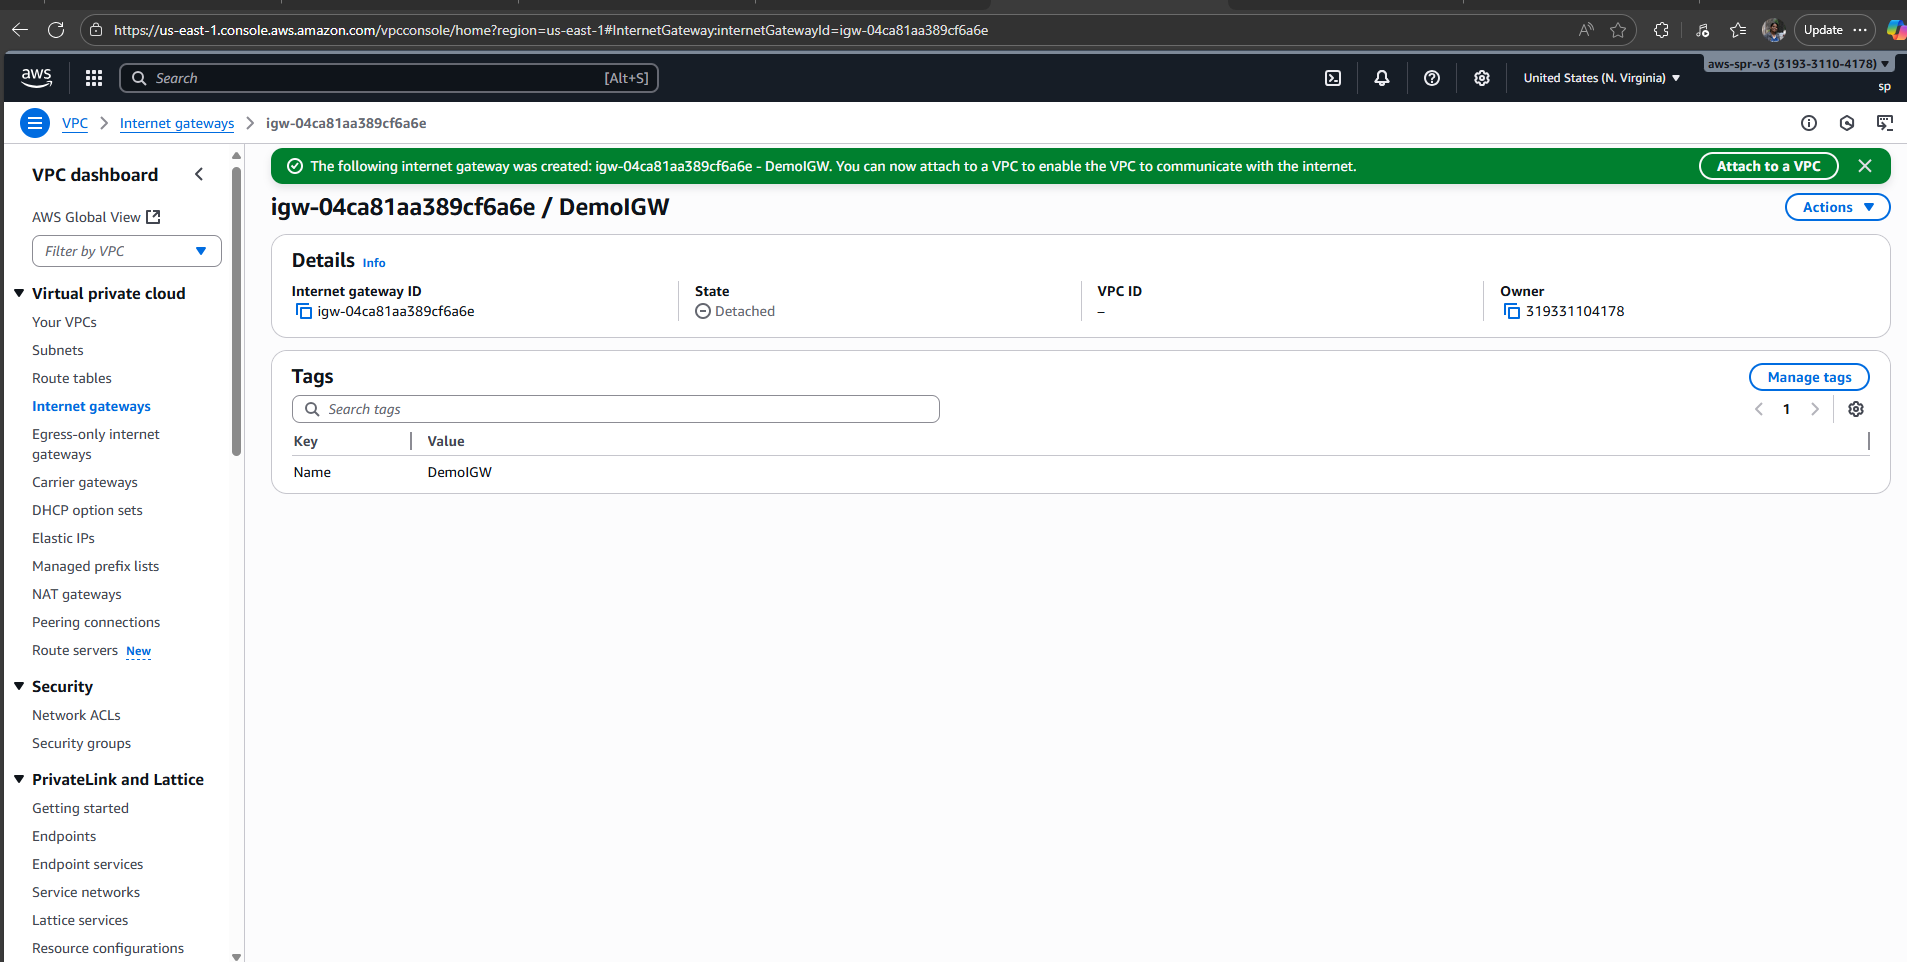 https://us-east-1.console.aws.amazon.com/vpcconsole/home?region=us-east-1#InternetGateway:internetGatewayId=igw-04ca81aa389cf6a6e
Update
aws
Search [Alt+S]
United States (N. Virginia)
aws-spr-v3 (3193-3110-4178)
sp
VPC > Internet gateways > igw-04ca81aa389cf6a6e
VPC dashboard
AWS Global View
Filter by VPC
Virtual private cloud
Your VPCs
Subnets
Route tables
Internet gateways
Egress-only internet
gateways
Carrier gateways
DHCP option sets
Elastic IPs
Managed prefix lists
NAT gateways
Peering connections
Route servers New
Security
Network ACLs
Security groups
PrivateLink and Lattice
Getting started
Endpoints
Endpoint services
Service networks
Lattice services
Resource configurations
The following internet gateway was created: igw-04ca81aa389cf6a6e - DemoIGW. You can now attach to a VPC to enable the VPC to communicate with the internet.
Attach to a VPC
igw-04ca81aa389cf6a6e / DemoIGW
Actions
Details Info
Internet gateway ID
igw-04ca81aa389cf6a6e
State
Detached
VPC ID
–
Owner
319331104178
Tags
Manage tags
Search tags
1
Key Value
Name DemoIGW